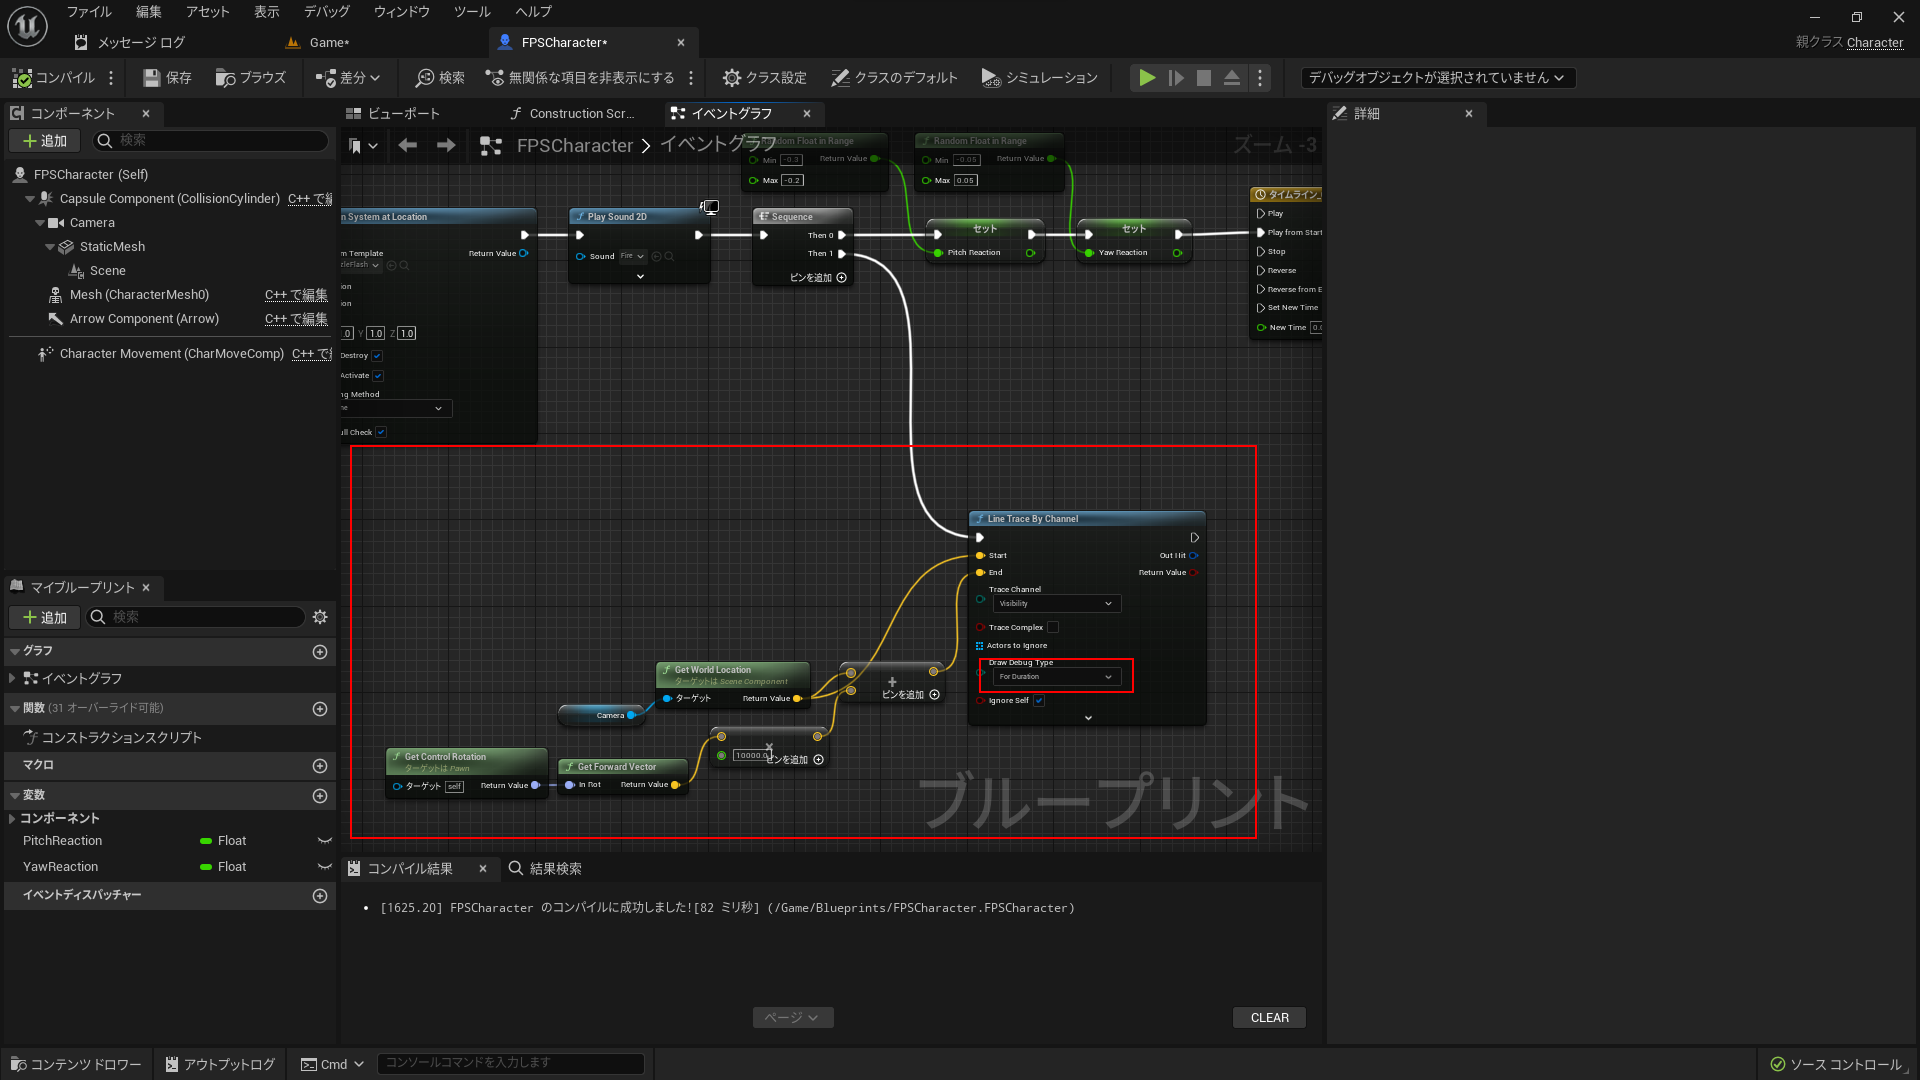 ファイル 編集 アセット 表示 デバッグ ウィンドウ ツール ヘルプ
メッセージ ログ
Game*
FPSCharacter*
親クラス Character
コンパイル
保存
ブラウズ
差分
検索
無関係な項目を非表示にする
クラス設定
クラスのデフォルト
シミュレーション
デバッグオブジェクトが選択されていません
コンポーネント
追加
検索
FPSCharacter (Self)
Capsule Component (CollisionCylinder) C++ で編
Camera
StaticMesh
Scene
Mesh (CharacterMesh0) C++ で編集
Arrow Component (Arrow) C++ で編集
Character Movement (CharMoveComp) C++ で
マイブループリント
追加
検索
グラフ
イベントグラフ
関数 (31 オーバーライド可能)
コンストラクションスクリプト
マクロ
変数
コンポーネント
PitchReaction Float
YawReaction Float
イベントディスパッチャー
ビューポート
Construction Scr...
イベントグラフ
FPSCharacter > イベントグラフ
ズーム -3
Random Float in Range
Min -0.3 Return Value
Max -0.2
Random Float in Range
Min -0.05 Return Value
Max 0.05
n System at Location
m Template
Return Value
zleFlash
ion
ion
.0 Y 1.0 Z 1.0
Destroy
Activate
ng Method
ne
ull Check
Play Sound 2D
Sound Fire
Sequence
Then 0
Then 1
ピンを追加
セット
Pitch Reaction
セット
Yaw Reaction
タイムライン_
Play
Play from Start
Stop
Reverse
Reverse from E
Set New Time
New Time 0.0
Line Trace By Channel
Start Out Hit
End Return Value
Trace Channel
Visibility
Trace Complex
Actors to Ignore
Draw Debug Type
For Duration
Ignore Self
Get World Location
ターゲットは Scene Component
ターゲット Return Value
Camera
+
ピンを追加
×
10000.0
ピンを追加
Get Control Rotation
ターゲットは Pawn
ターゲット self Return Value
Get Forward Vector
In Rot Return Value
ブループリント
詳細
コンパイル結果
結果検索
[1625.20] FPSCharacter のコンパイルに成功しました![82 ミリ秒] (/Game/Blueprints/FPSCharacter.FPSCharacter)
ページ
CLEAR
コンテンツ ドロワー
アウトプットログ
Cmd
コンソールコマンドを入力します
ソース コントロール